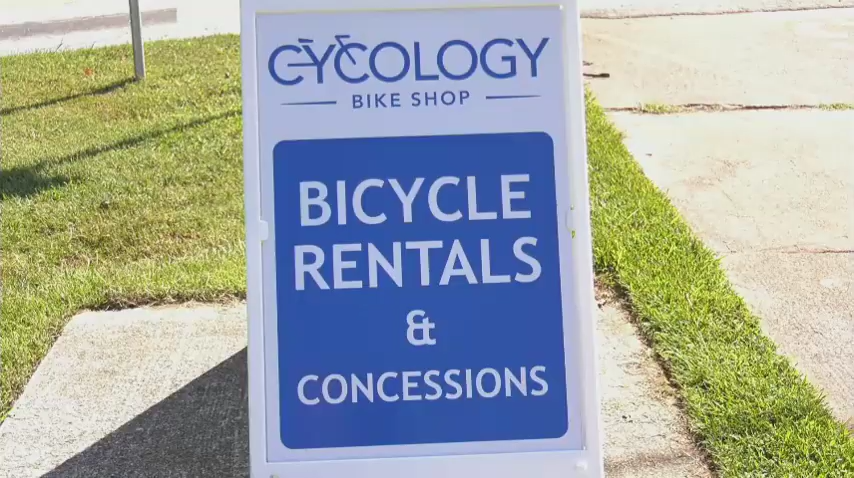 CYCOLOGY
BIKE SHOP
BICYCLE
RENTALS
&
CONCESSIONS